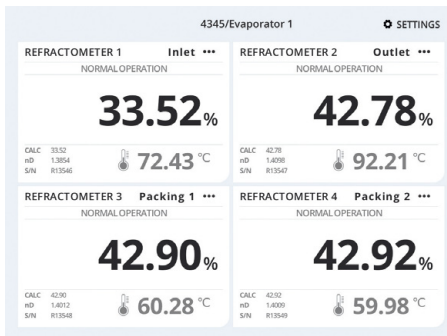 4345/Evaporator 1
SETTINGS
REFRACTOMETER 1 Inlet •••
NORMAL OPERATION
33.52%
CALC 33.52
nD 1.3854
S/N R13546
72.43 °C
REFRACTOMETER 2 Outlet •••
NORMAL OPERATION
42.78%
CALC 42.78
nD 1.4098
S/N R13547
92.21 °C
REFRACTOMETER 3 Packing 1 •••
NORMAL OPERATION
42.90%
CALC 42.90
nD 1.4012
S/N R13548
60.28 °C
REFRACTOMETER 4 Packing 2 •••
NORMAL OPERATION
42.92%
CALC 42.92
nD 1.4009
S/N R13549
59.98 °C